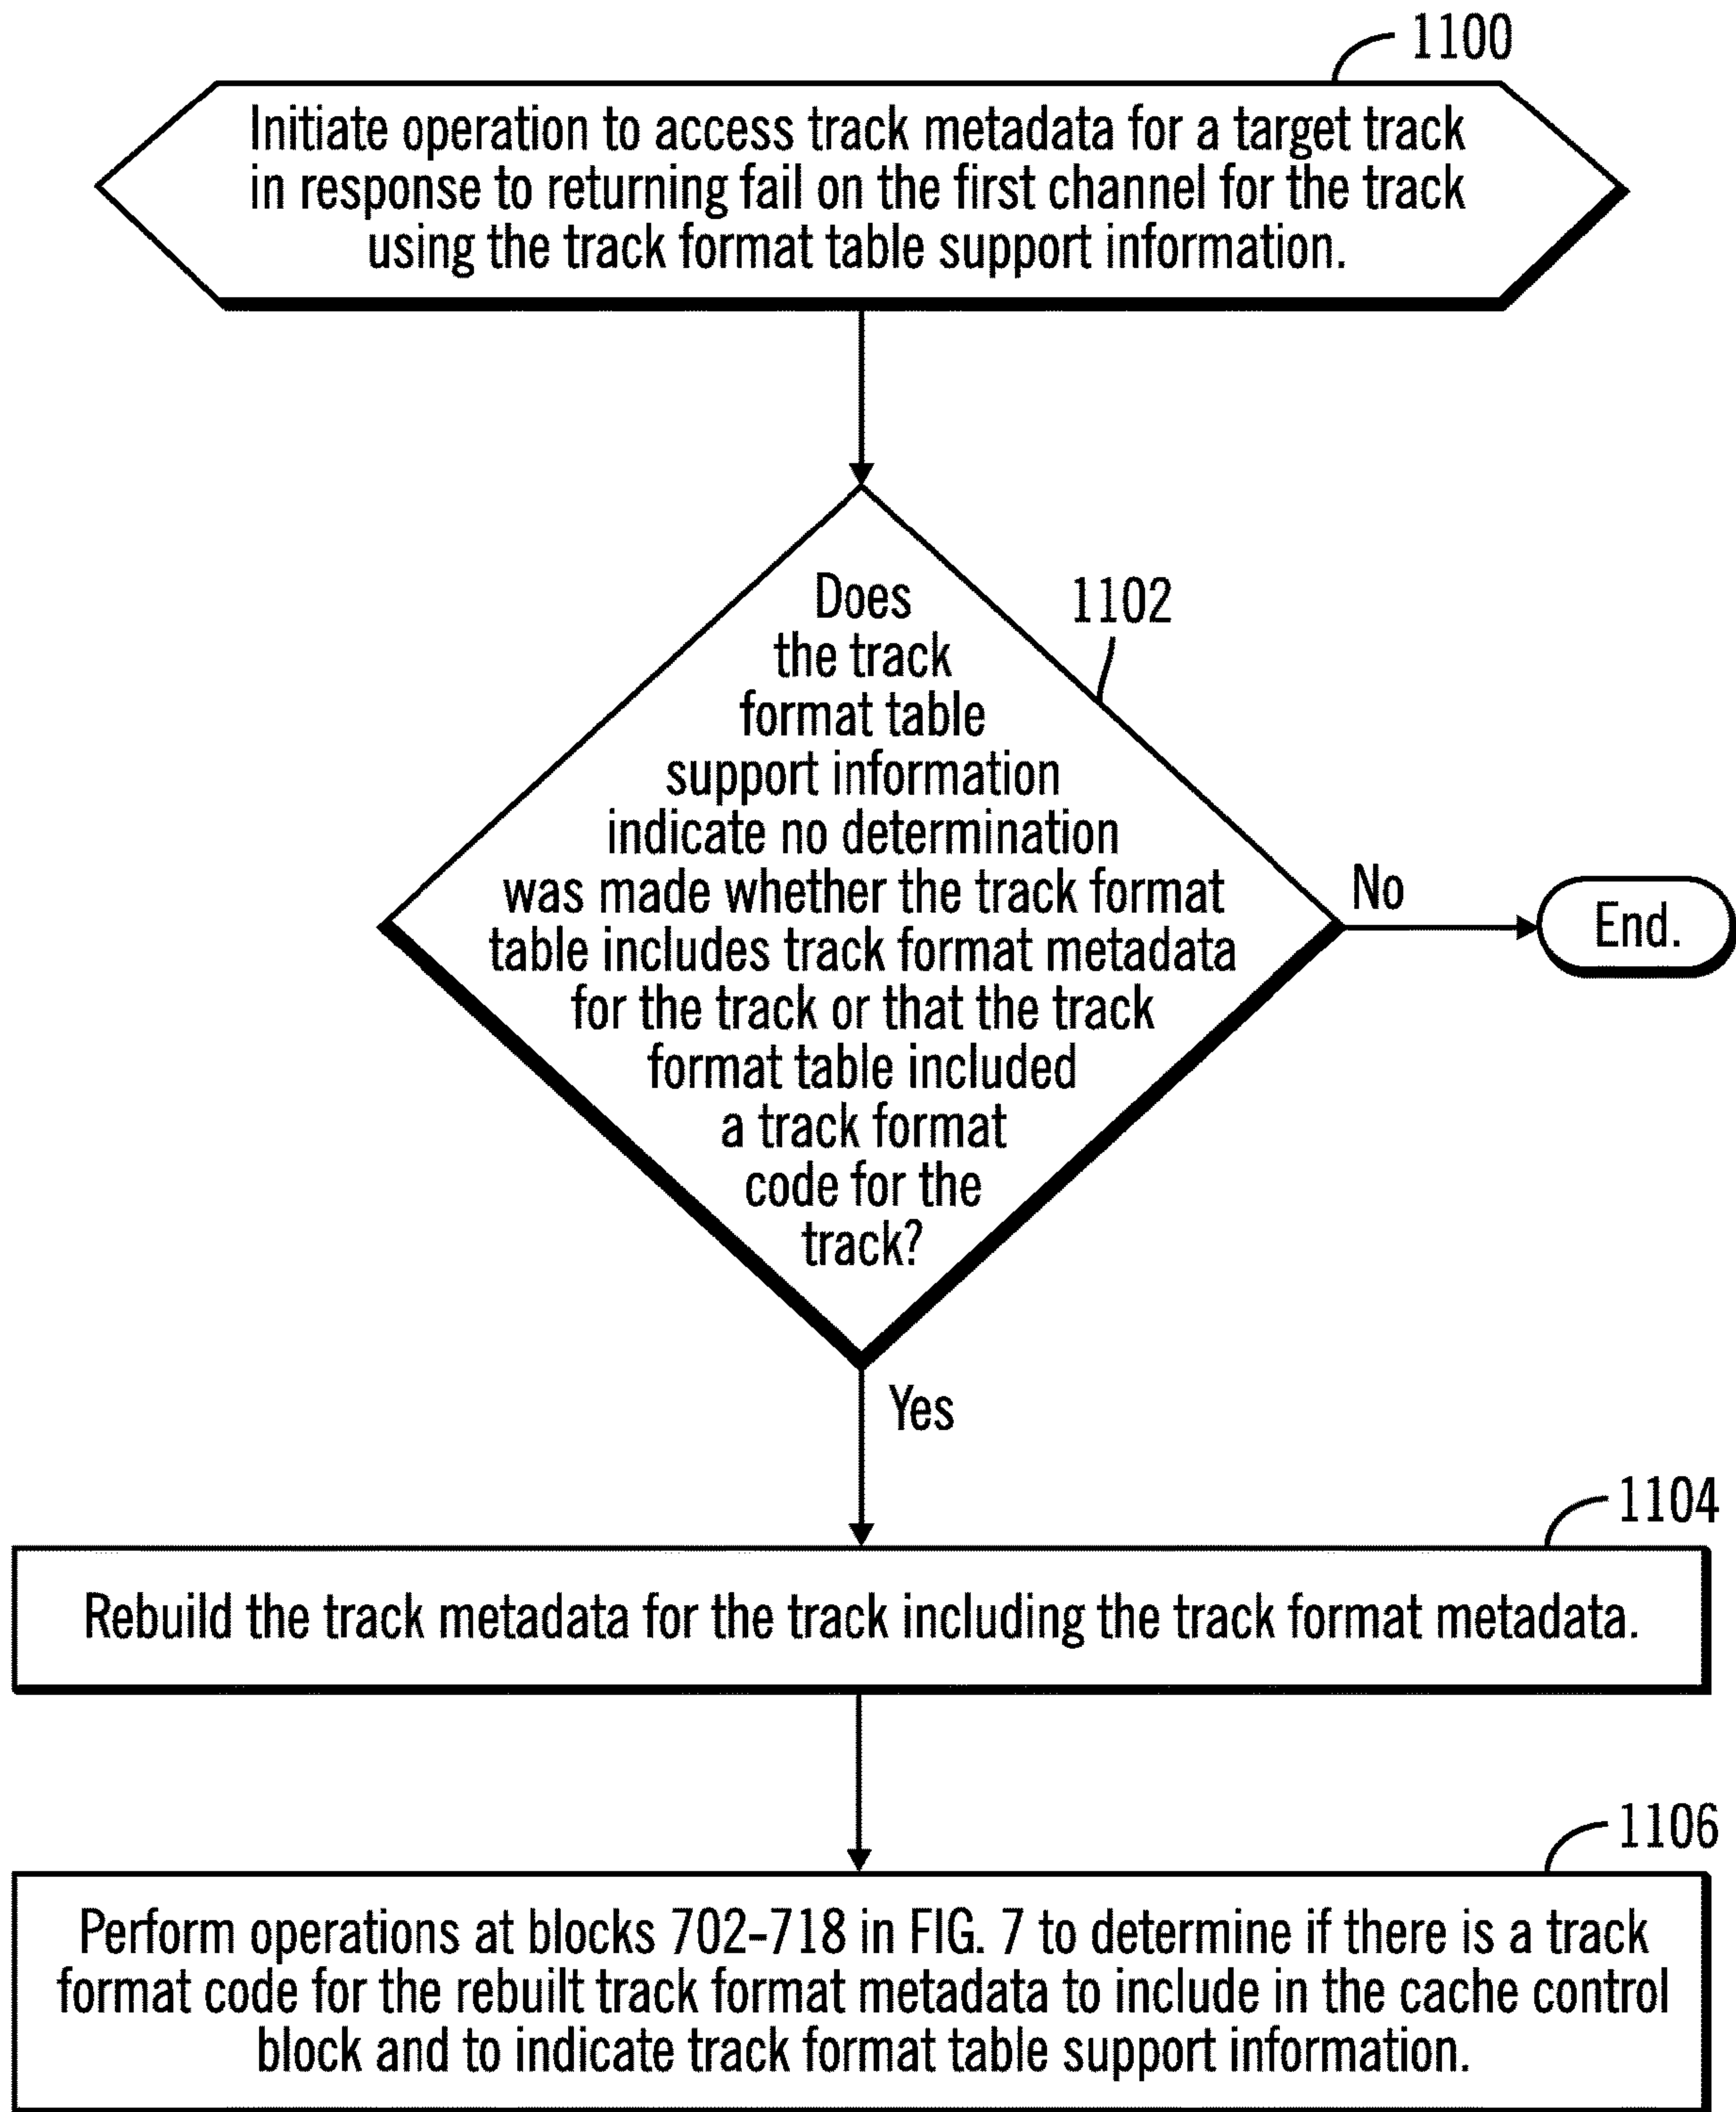 1100
Initiate operation to access track metadata for a target track
in response to returning fail on the first channel for the track
using the track format table support information.
Does
1102
the track
format table
support information
indicate no determination
was made whether the track format
No
table includes track format metadata
End.
for the track or that the track
format table included
a track format
code for the
track?
Yes
1104
Rebuild the track metadata for the track including the track format metadata.
1106
Perform operations at blocks 702-718 in FIG. 7 to determine if there is a track
format code for the rebuilt track format metadata to include in the cache control
block and to indicate track format table support information.